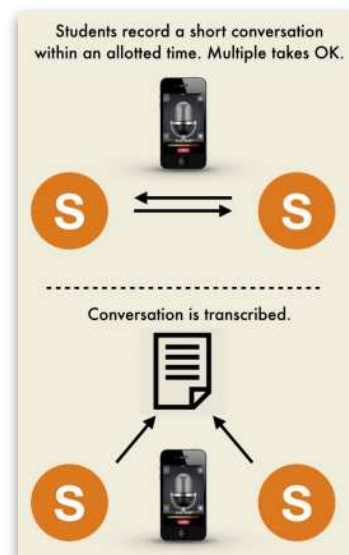 Students record a short conversation
within an allotted time. Multiple takes OK.
S
S
Conversation is transcribed.
S
S